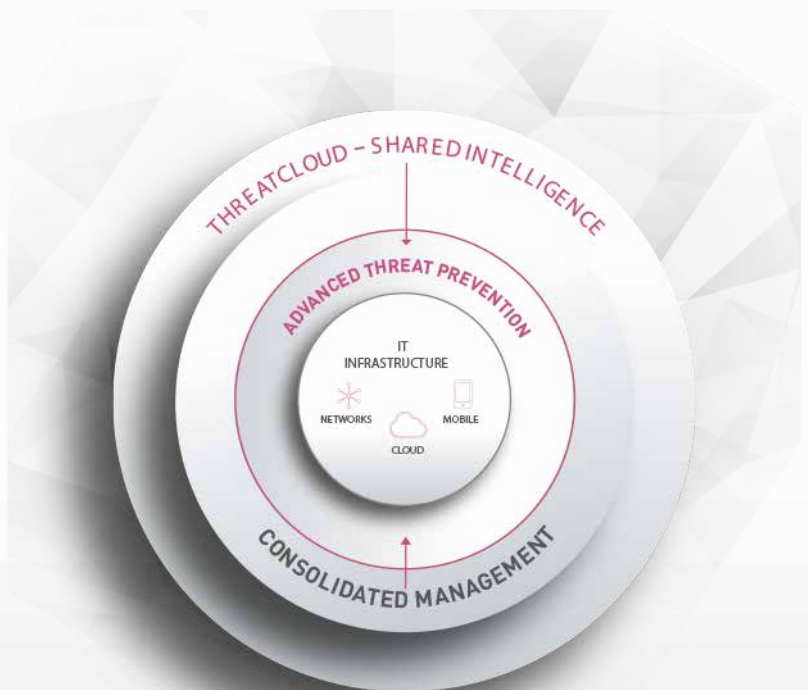 THREATCLOUD – SHARED INTELLIGENCE
ADVANCED THREAT PREVENTION
IT
INFRASTRUCTURE
NETWORKS
MOBILE
CLOUD
CONSOLIDATED MANAGEMENT